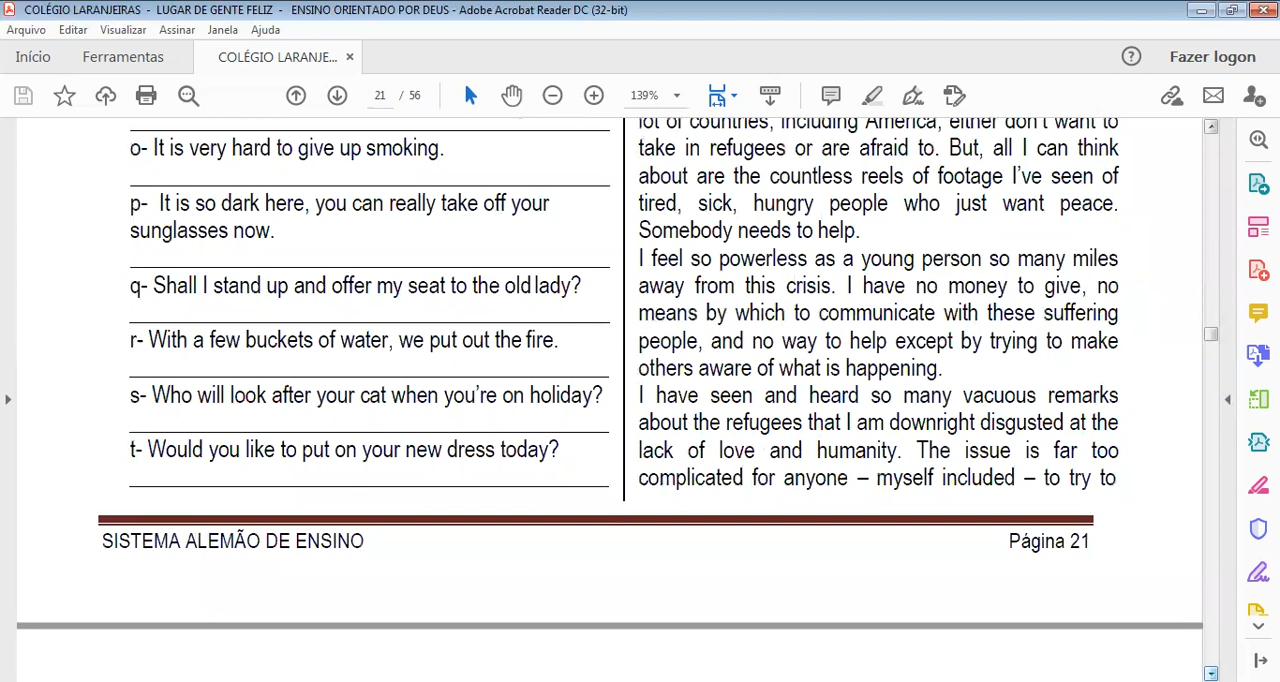 COLÉGIO LARANJEIRAS - LUGAR DE GENTE FELIZ - ENSINO ORIENTADO POR DEUS - Adobe Acrobat Reader DC (32-bit)
Arquivo Editar Visualizar Assinar Janela Ajuda
Início Ferramentas COLÉGIO LARANJE... × Fazer logon
21 / 56 139%
o- It is very hard to give up smoking.
p- It is so dark here, you can really take off your
sunglasses now.
q- Shall I stand up and offer my seat to the old lady?
r- With a few buckets of water, we put out the fire.
s- Who will look after your cat when you're on holiday?
t- Would you like to put on your new dress today?
lot of countries, including America, either don't want to
take in refugees or are afraid to. But, all I can think
about are the countless reels of footage I've seen of
tired, sick, hungry people who just want peace.
Somebody needs to help.
I feel so powerless as a young person so many miles
away from this crisis. I have no money to give, no
means by which to communicate with these suffering
people, and no way to help except by trying to make
others aware of what is happening.
I have seen and heard so many vacuous remarks
about the refugees that I am downright disgusted at the
lack of love and humanity. The issue is far too
complicated for anyone – myself included – to try to
SISTEMA ALEMÃO DE ENSINO Página 21